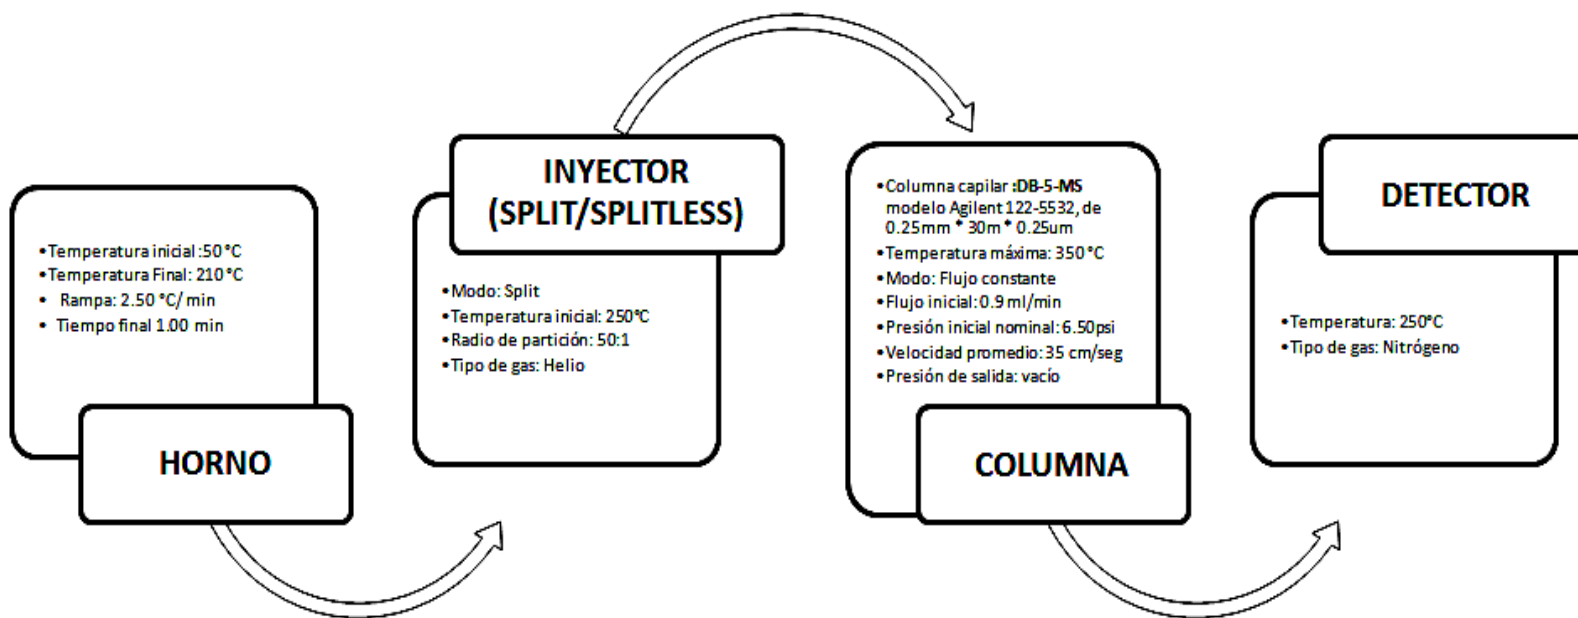 •Temperatura inicial :50 °C
•Temperatura Final: 210 °C
• Rampa: 2.50 °C/ min
• Tiempo final 1.00 min
HORNO
INYECTOR
(SPLIT/SPLITLESS)
•Modo: Split
•Temperatura inicial: 250°C
•Radio de partición: 50:1
•Tipo de gas: Helio
•Columna capilar :DB-5-MS
modelo Agilent 122-5532, de
0.25mm * 30m * 0.25um
•Temperatura máxima: 350 °C
•Modo: Flujo constante
•Flujo inicial: 0.9 ml/min
•Presión inicial nominal: 6.50psi
•Velocidad promedio: 35 cm/seg
•Presión de salida: vacío
COLUMNA
DETECTOR
•Temperatura: 250°C
•Tipo de gas: Nitrógeno